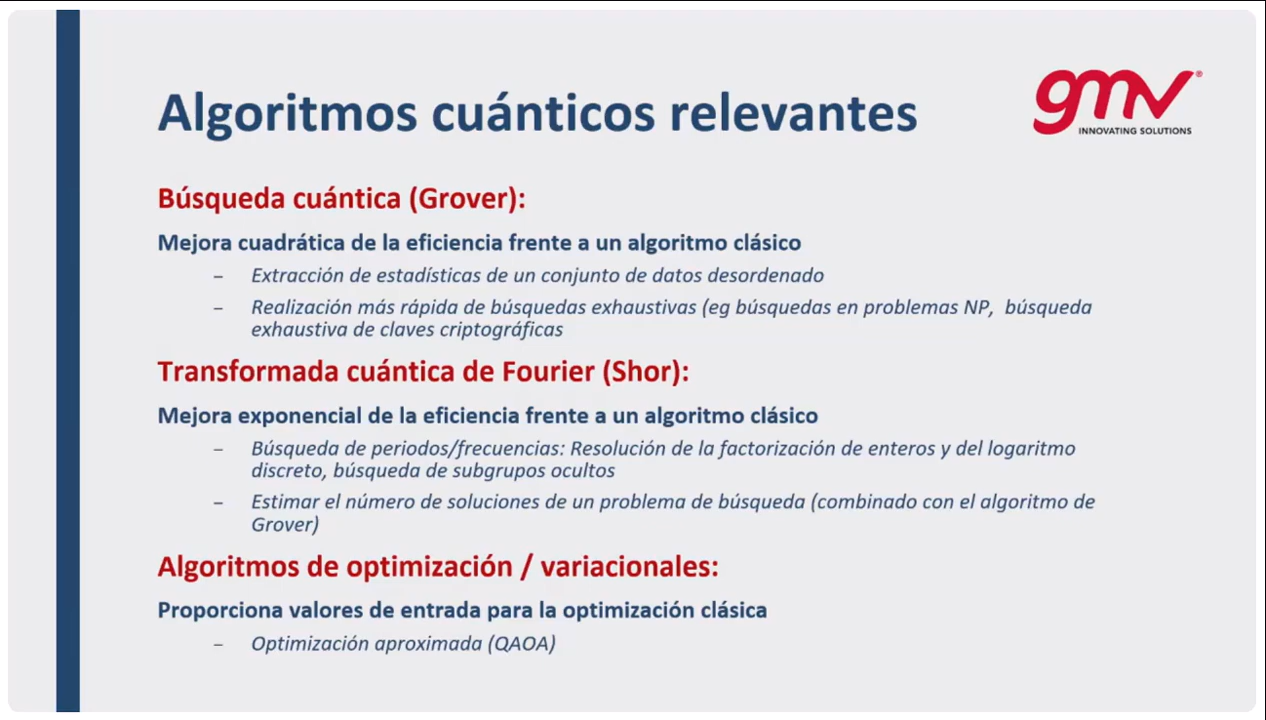 Algoritmos cuánticos relevantes
gmv®
INNOVATING SOLUTIONS
Búsqueda cuántica (Grover):
Mejora cuadrática de la eficiencia frente a un algoritmo clásico
– Extracción de estadísticas de un conjunto de datos desordenado
– Realización más rápida de búsquedas exhaustivas (eg búsquedas en problemas NP, búsqueda
exhaustiva de claves criptográficas
Transformada cuántica de Fourier (Shor):
Mejora exponencial de la eficiencia frente a un algoritmo clásico
– Búsqueda de periodos/frecuencias: Resolución de la factorización de enteros y del logaritmo
discreto, búsqueda de subgrupos ocultos
– Estimar el número de soluciones de un problema de búsqueda (combinado con el algoritmo de
Grover)
Algoritmos de optimización / variacionales:
Proporciona valores de entrada para la optimización clásica
– Optimización aproximada (QAOA)